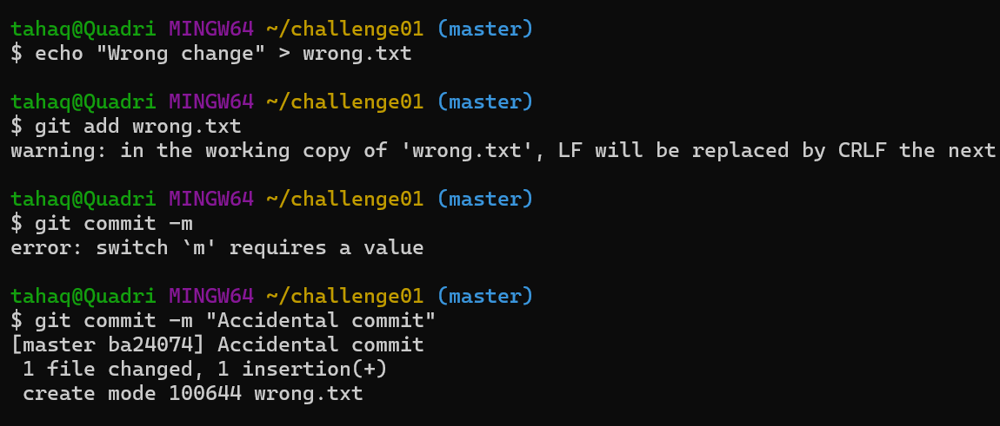 tahaq@Quadri MINGW64 ~/challenge01 (master)
$ echo "Wrong change" > wrong.txt
tahaq@Quadri MINGW64 ~/challenge01 (master)
$ git add wrong.txt
warning: in the working copy of 'wrong.txt', LF will be replaced by CRLF the next
tahaq@Quadri MINGW64 ~/challenge01 (master)
$ git commit -m
error: switch `m' requires a value
tahaq@Quadri MINGW64 ~/challenge01 (master)
$ git commit -m "Accidental commit"
[master ba24074] Accidental commit
 1 file changed, 1 insertion(+)
 create mode 100644 wrong.txt